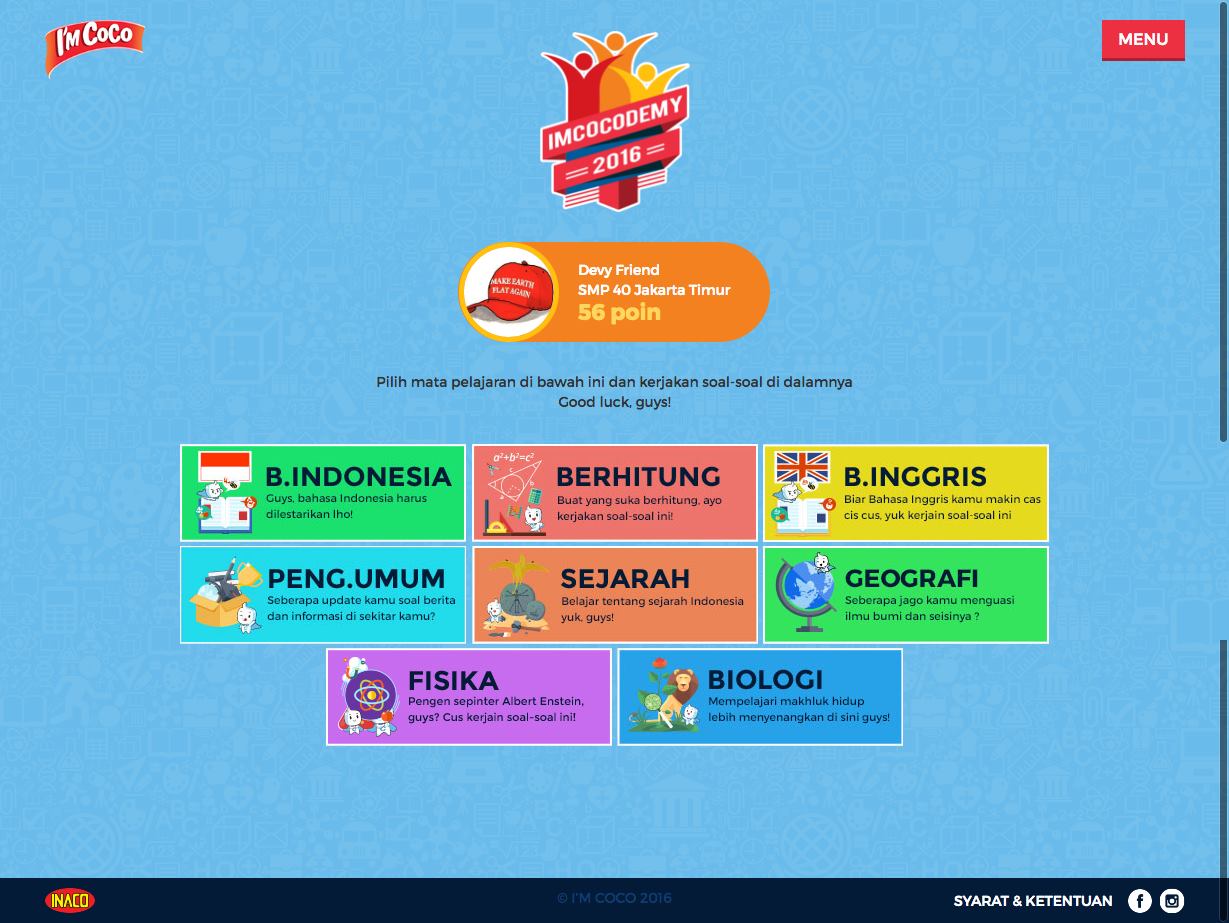 I'M COCO
MENU
IMCOCODEMY
2016
MAKE EARTH
FLAT AGAIN
Devy Friend
SMP 40 Jakarta Timur
56 poin
Pilih mata pelajaran di bawah ini dan kerjakan soal-soal di dalamnya
Good luck, guys!
B.INDONESIA
Guys, bahasa Indonesia harus
dilestarikan lho!
a²+b²=c²
BERHITUNG
Buat yang suka berhitung, ayo
kerjakan soal-soal ini!
B.INGGRIS
Biar Bahasa Inggris kamu makin cas
cis cus, yuk kerjain soal-soal ini
PENG.UMUM
Seberapa update kamu soal berita
dan informasi di sekitar kamu?
SEJARAH
Belajar tentang sejarah Indonesia
yuk, guys!
GEOGRAFI
Seberapa jago kamu menguasi
ilmu bumi dan seisinya ?
FISIKA
Pengen sepinter Albert Enstein,
guys? Cus kerjain soal-soal ini!
BIOLOGI
Mempelajari makhluk hidup
lebih menyenangkan di sini guys!
INACO
© I'M COCO 2016
SYARAT & KETENTUAN